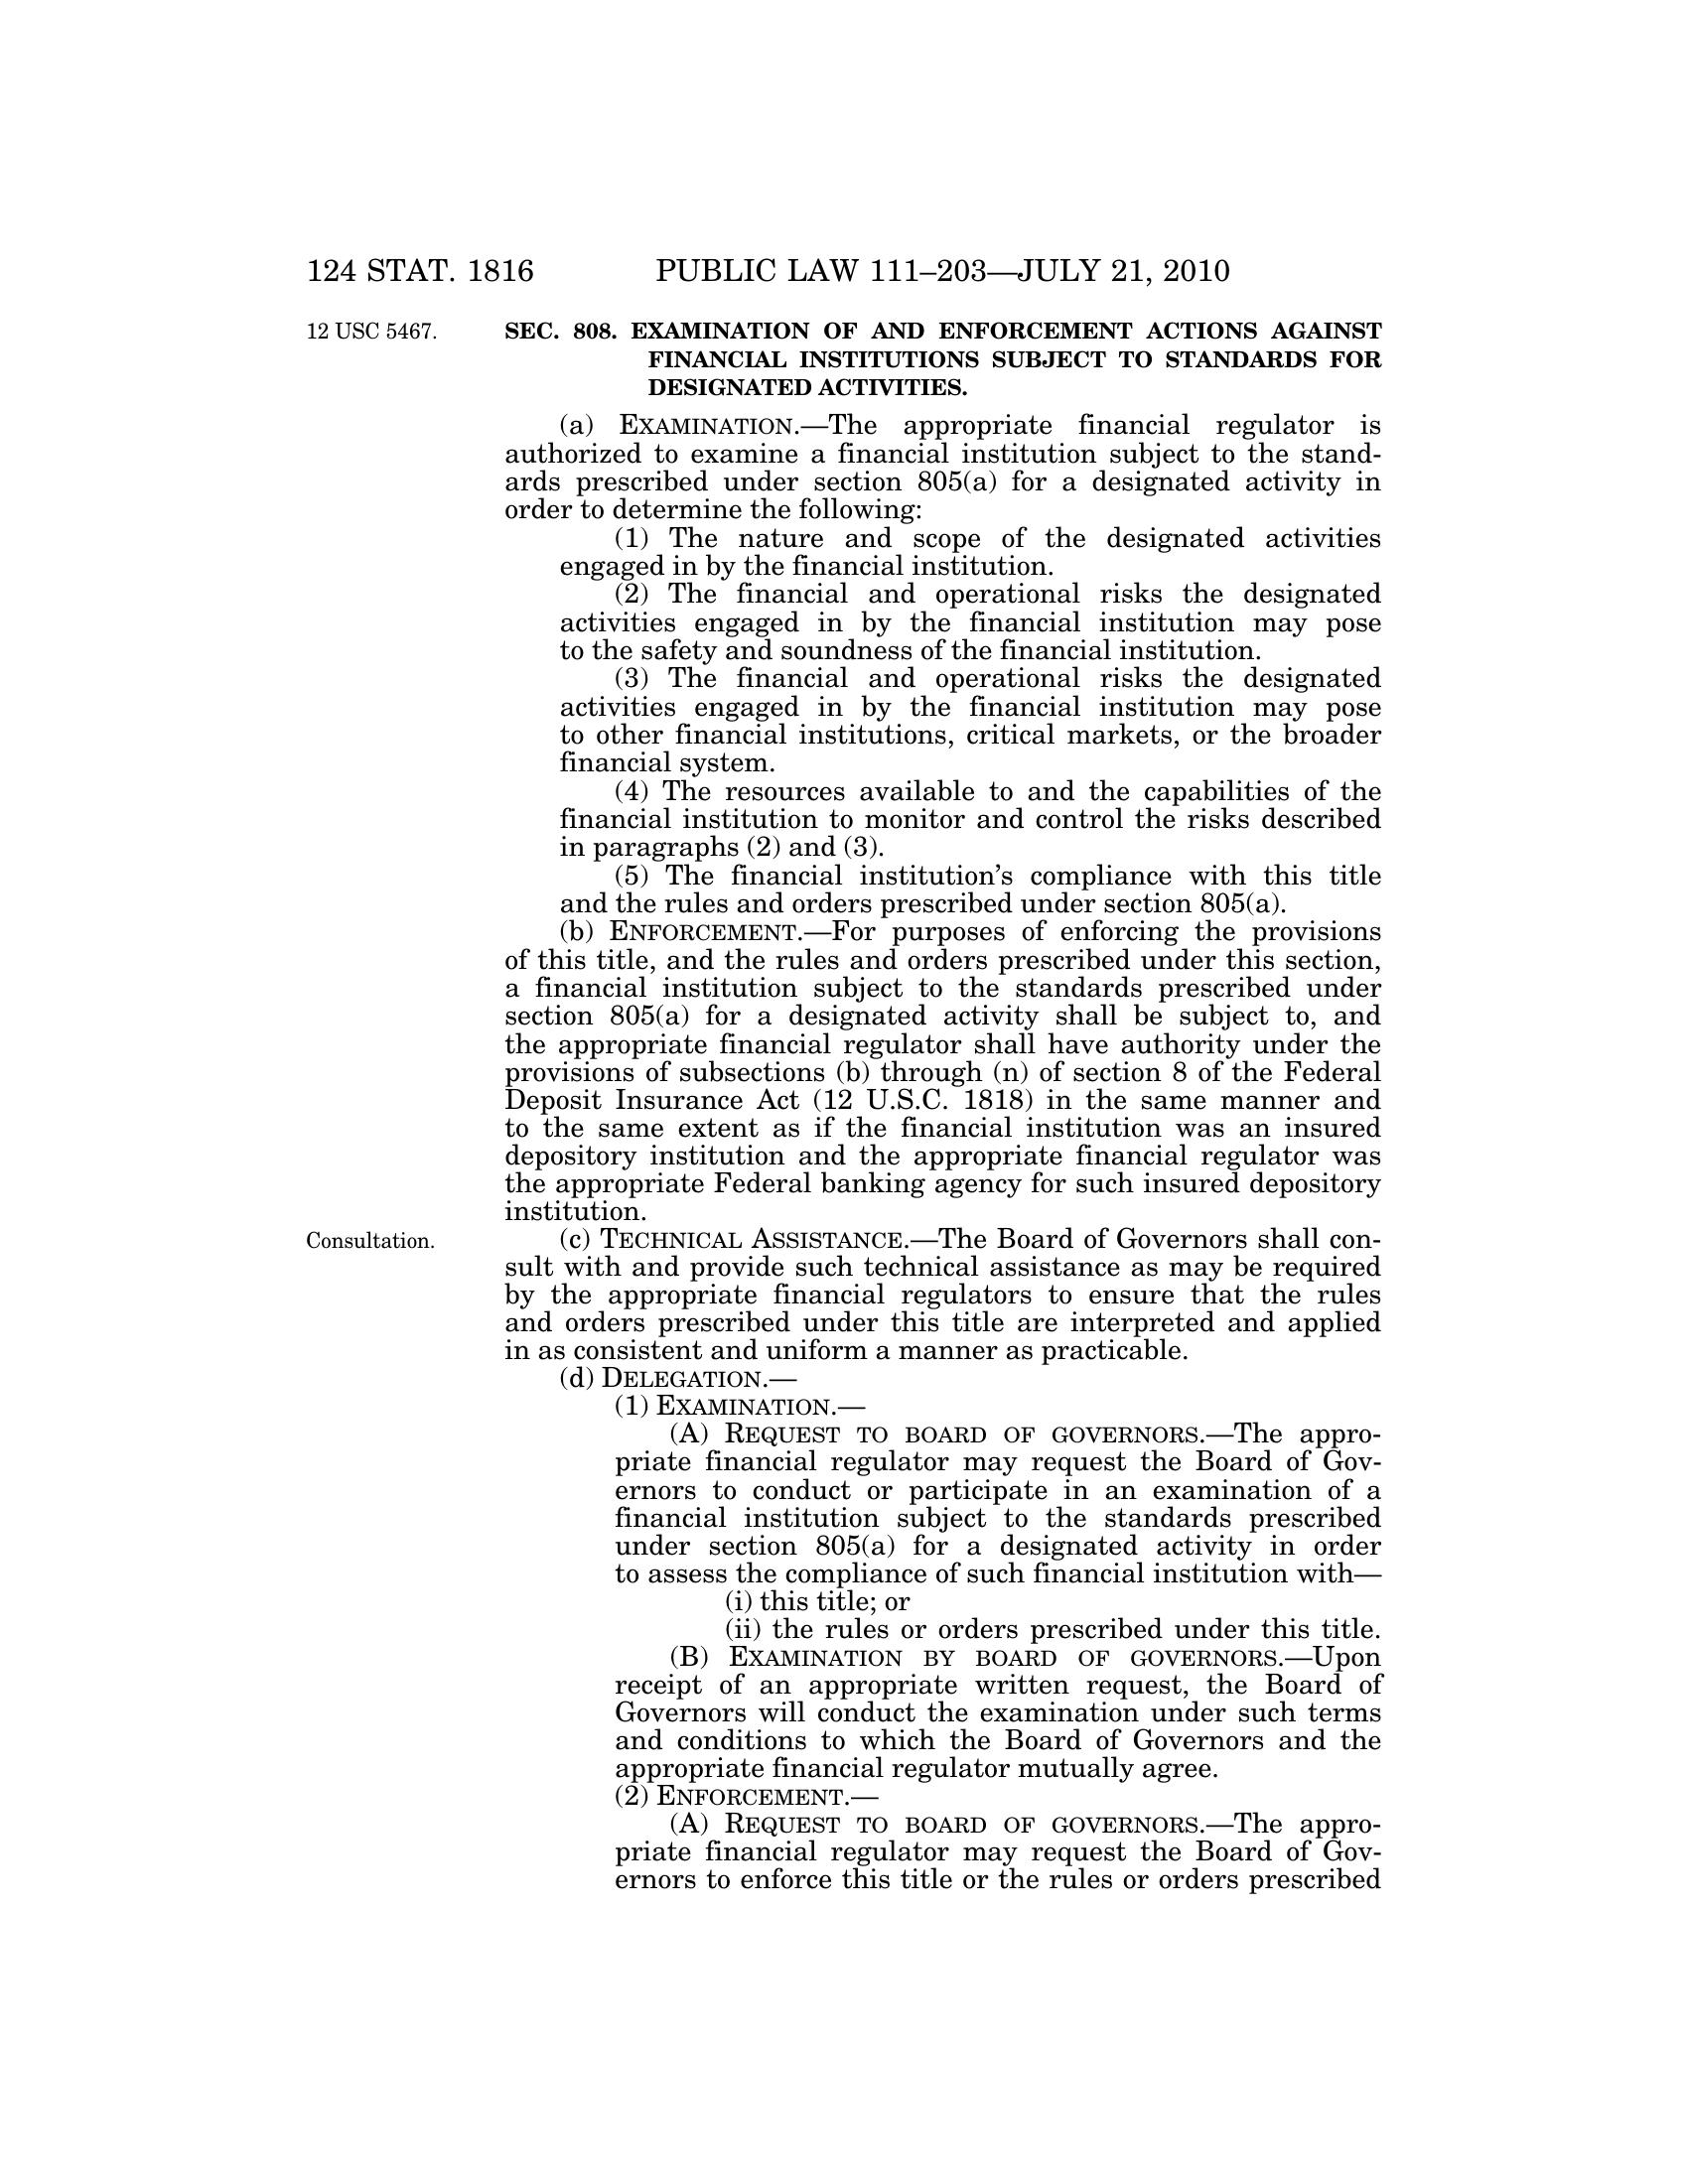 124 STAT. 1816 PUBLIC LAW 111–203—JULY 21, 2010
12 USC 5467.
SEC. 808. EXAMINATION OF AND ENFORCEMENT ACTIONS AGAINST
FINANCIAL INSTITUTIONS SUBJECT TO STANDARDS FOR
DESIGNATED ACTIVITIES.
(a) EXAMINATION.—The appropriate financial regulator is
authorized to examine a financial institution subject to the stand-
ards prescribed under section 805(a) for a designated activity in
order to determine the following:
(1) The nature and scope of the designated activities
engaged in by the financial institution.
(2) The financial and operational risks the designated
activities engaged in by the financial institution may pose
to the safety and soundness of the financial institution.
(3) The financial and operational risks the designated
activities engaged in by the financial institution may pose
to other financial institutions, critical markets, or the broader
financial system.
(4) The resources available to and the capabilities of the
financial institution to monitor and control the risks described
in paragraphs (2) and (3).
(5) The financial institution’s compliance with this title
and the rules and orders prescribed under section 805(a).
(b) ENFORCEMENT.—For purposes of enforcing the provisions
of this title, and the rules and orders prescribed under this section,
a financial institution subject to the standards prescribed under
section 805(a) for a designated activity shall be subject to, and
the appropriate financial regulator shall have authority under the
provisions of subsections (b) through (n) of section 8 of the Federal
Deposit Insurance Act (12 U.S.C. 1818) in the same manner and
to the same extent as if the financial institution was an insured
depository institution and the appropriate financial regulator was
the appropriate Federal banking agency for such insured depository
institution.
Consultation.
(c) TECHNICAL ASSISTANCE.—The Board of Governors shall con-
sult with and provide such technical assistance as may be required
by the appropriate financial regulators to ensure that the rules
and orders prescribed under this title are interpreted and applied
in as consistent and uniform a manner as practicable.
(d) DELEGATION.—
(1) EXAMINATION.—
(A) REQUEST TO BOARD OF GOVERNORS.—The appro-
priate financial regulator may request the Board of Gov-
ernors to conduct or participate in an examination of a
financial institution subject to the standards prescribed
under section 805(a) for a designated activity in order
to assess the compliance of such financial institution with—
(i) this title; or
(ii) the rules or orders prescribed under this title.
(B) EXAMINATION BY BOARD OF GOVERNORS.—Upon
receipt of an appropriate written request, the Board of
Governors will conduct the examination under such terms
and conditions to which the Board of Governors and the
appropriate financial regulator mutually agree.
(2) ENFORCEMENT.—
(A) REQUEST TO BOARD OF GOVERNORS.—The appro-
priate financial regulator may request the Board of Gov-
ernors to enforce this title or the rules or orders prescribed